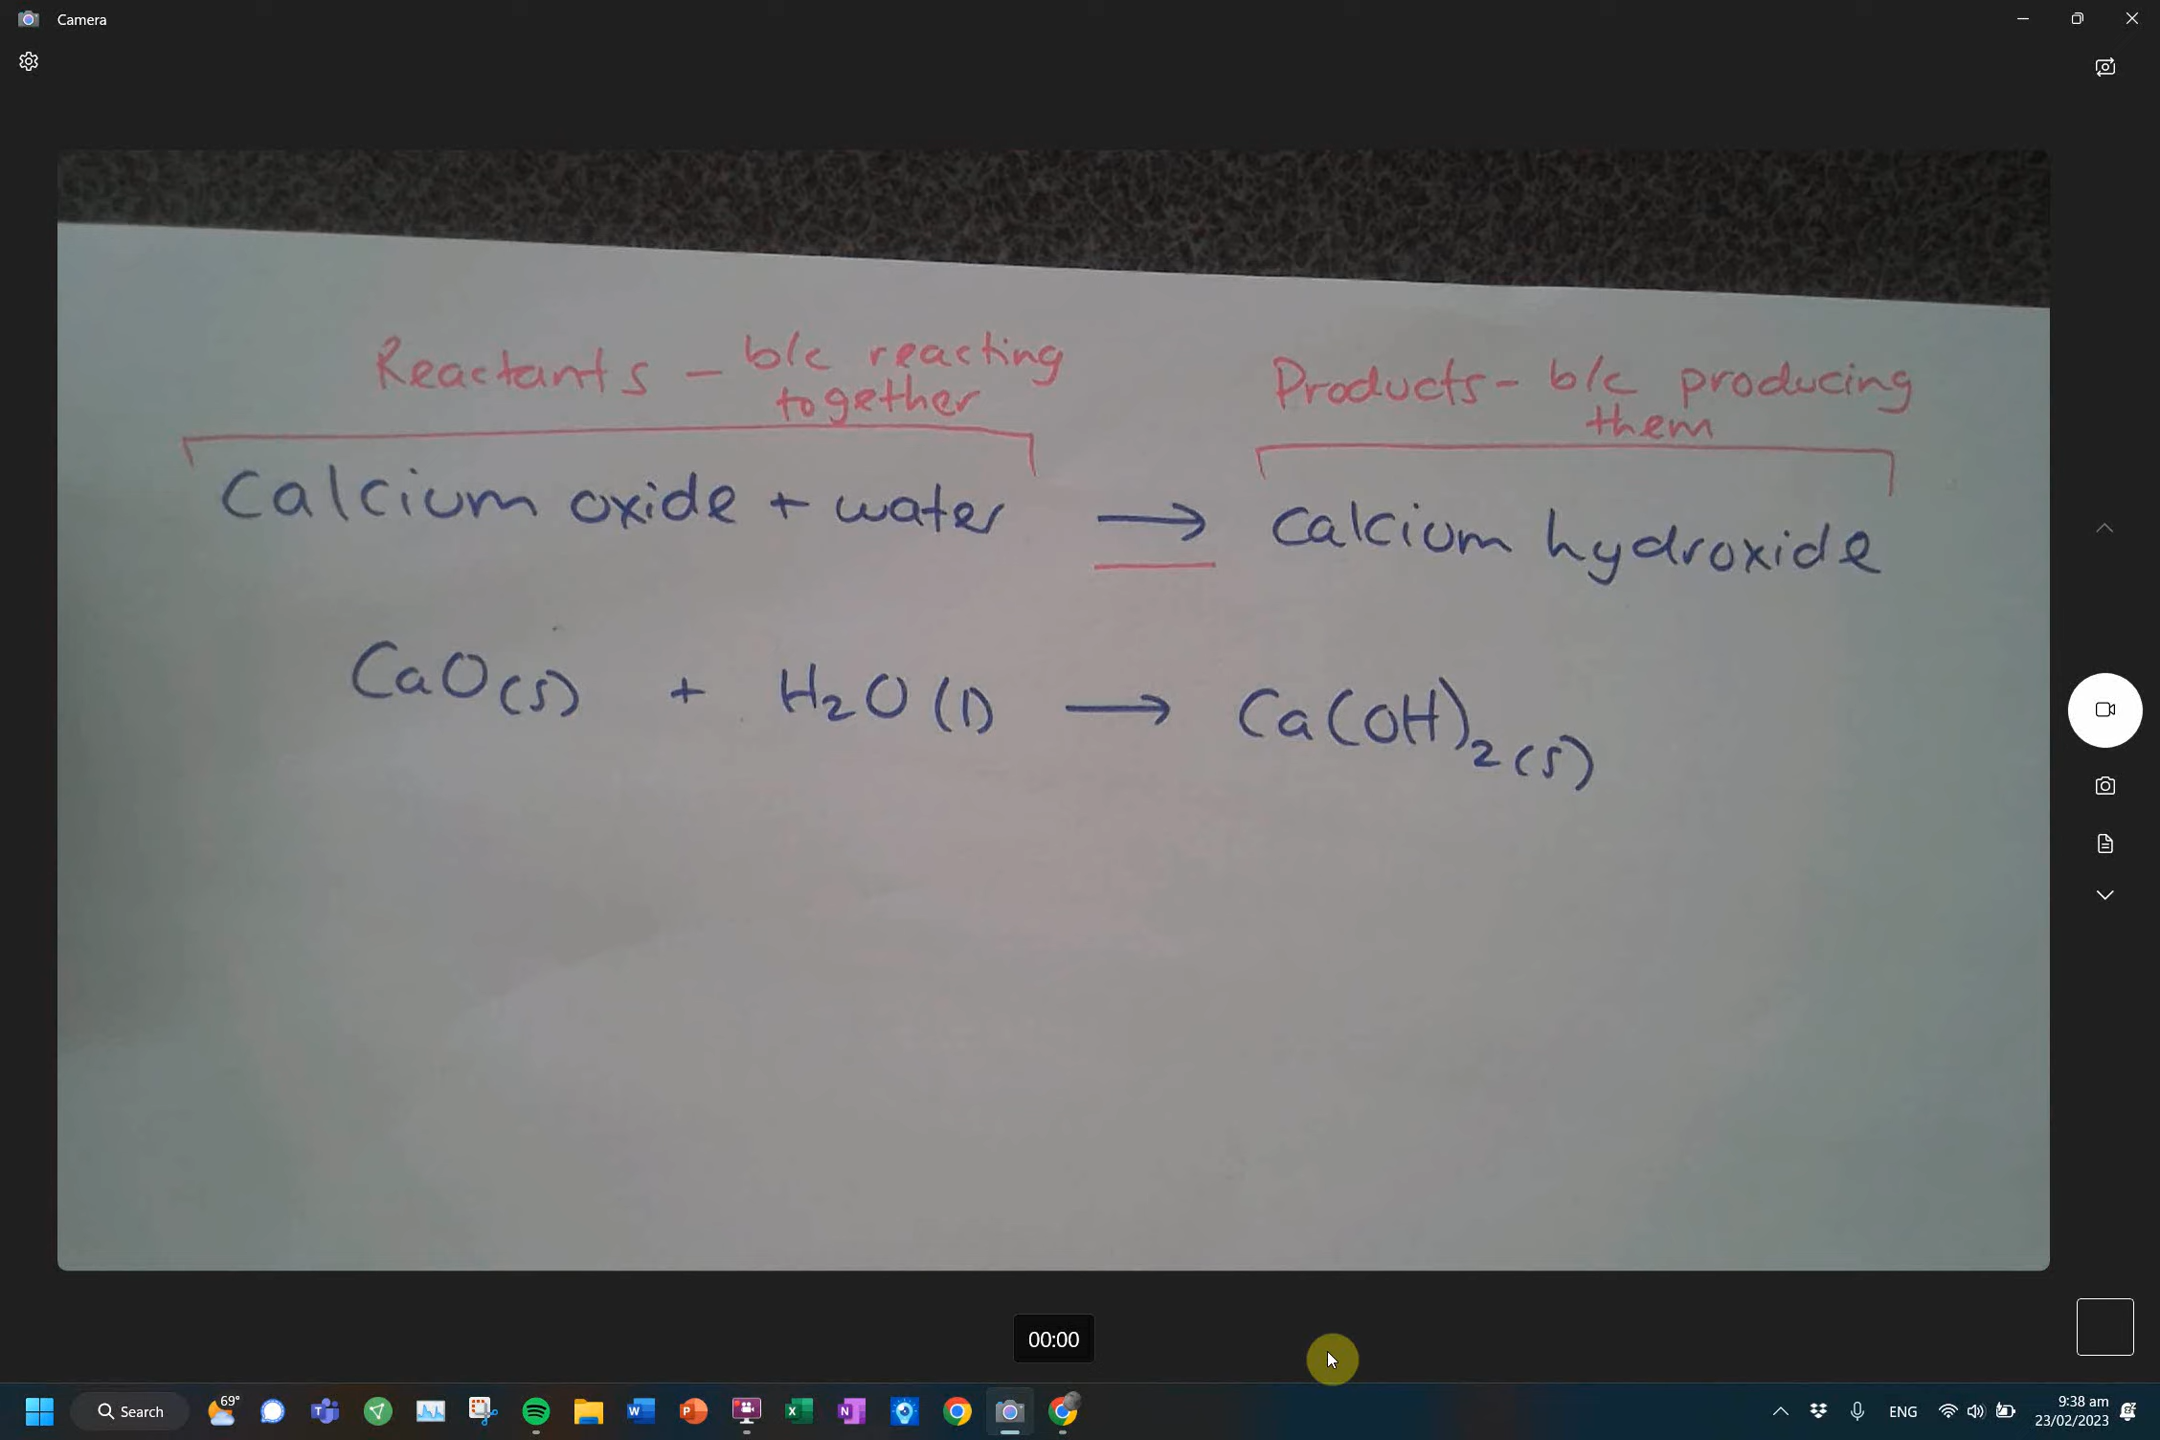 Camera
Reactants - b/c reacting together
Products - b/c producing them
Calcium oxide + water → Calcium hydroxide
CaO(s) + H₂O(l) → Ca(OH)₂(s)
00:00
69°
Search
ENG
9:38 am
23/02/2023